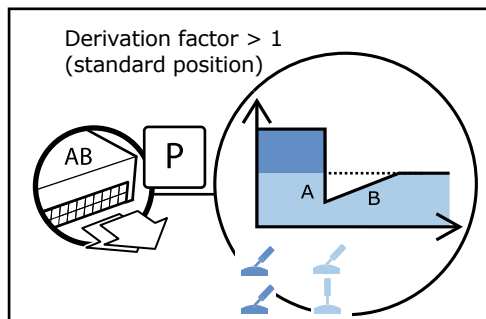 Derivation factor > 1
(standard position)
AB
P
A
B